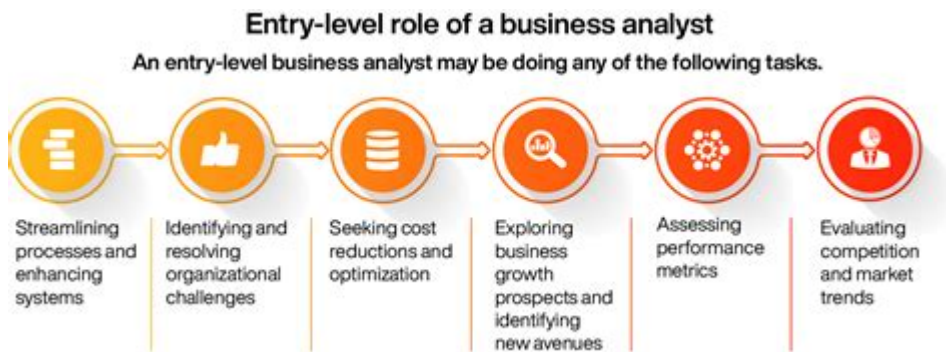 Entry-level role of a business analyst
An entry-level business analyst may be doing any of the following tasks.
Streamlining
processes and
enhancing
systems
Identifying and
resolving
organizational
challenges
Seeking cost
reductions and
optimization
Exploring
business
growth
prospects and
identifying
new avenues
Assessing
performance
metrics
Evaluating
competition
and market
trends